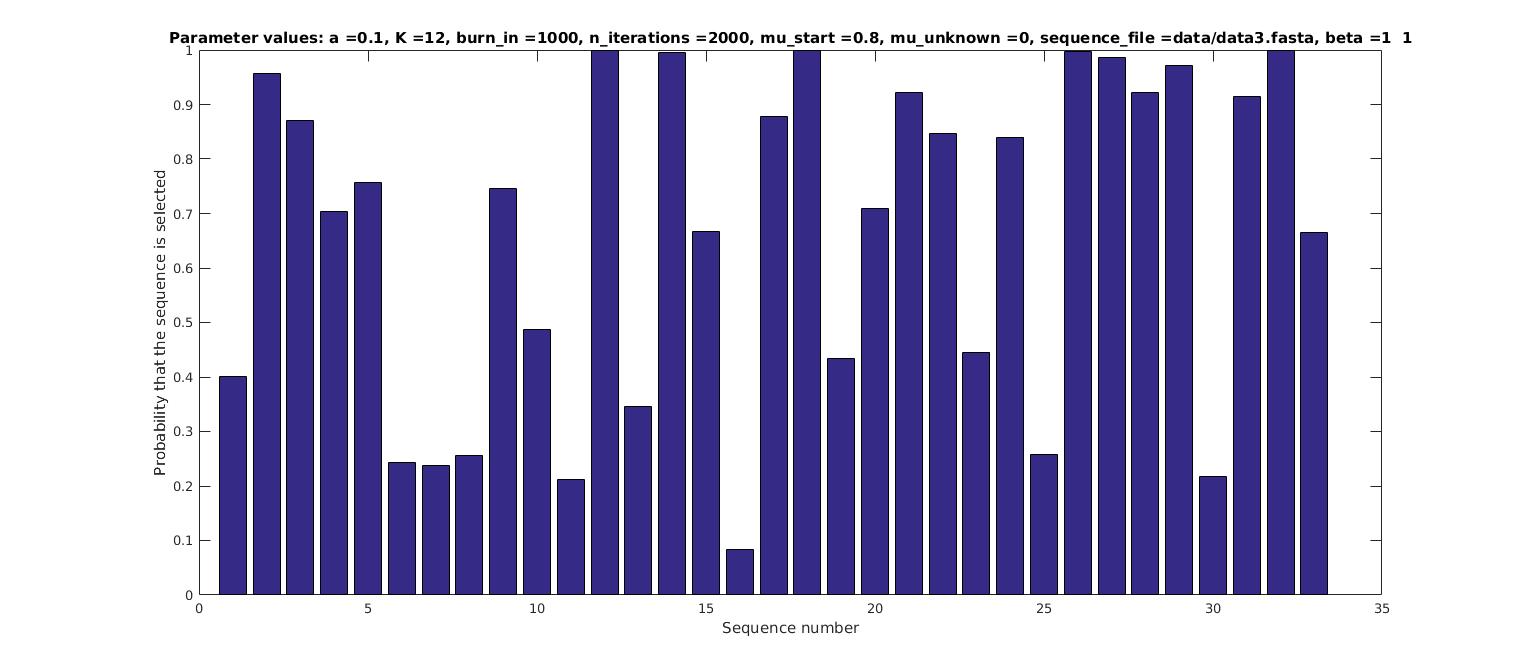 Parameter values: a =0.1, K =12, burn_in =1000, n_iterations =2000, mu_start =0.8, mu_unknown =0, sequence_file =data/data3.fasta, beta =1  1
1
0.9
0.8
0.7
0.6
0.5
0.4
0.3
0.2
0.1
0
Probability that the sequence is selected
0 5 10 15 20 25 30 35
Sequence number